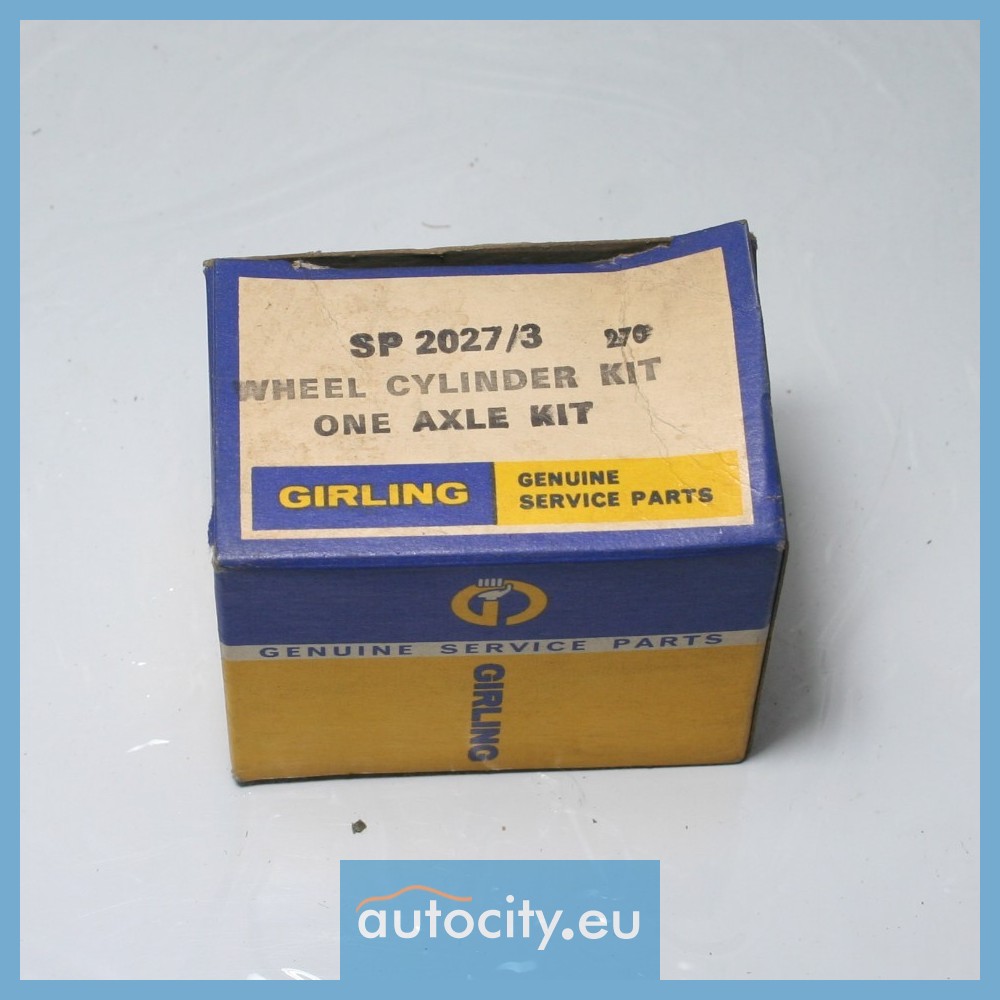 SP 2027/3 270
WHEEL CYLINDER KIT
ONE AXLE KIT
GIRLING
GENUINE
SERVICE PARTS
GENUINE SERVICE PARTS
GIRLING
autocity.eu